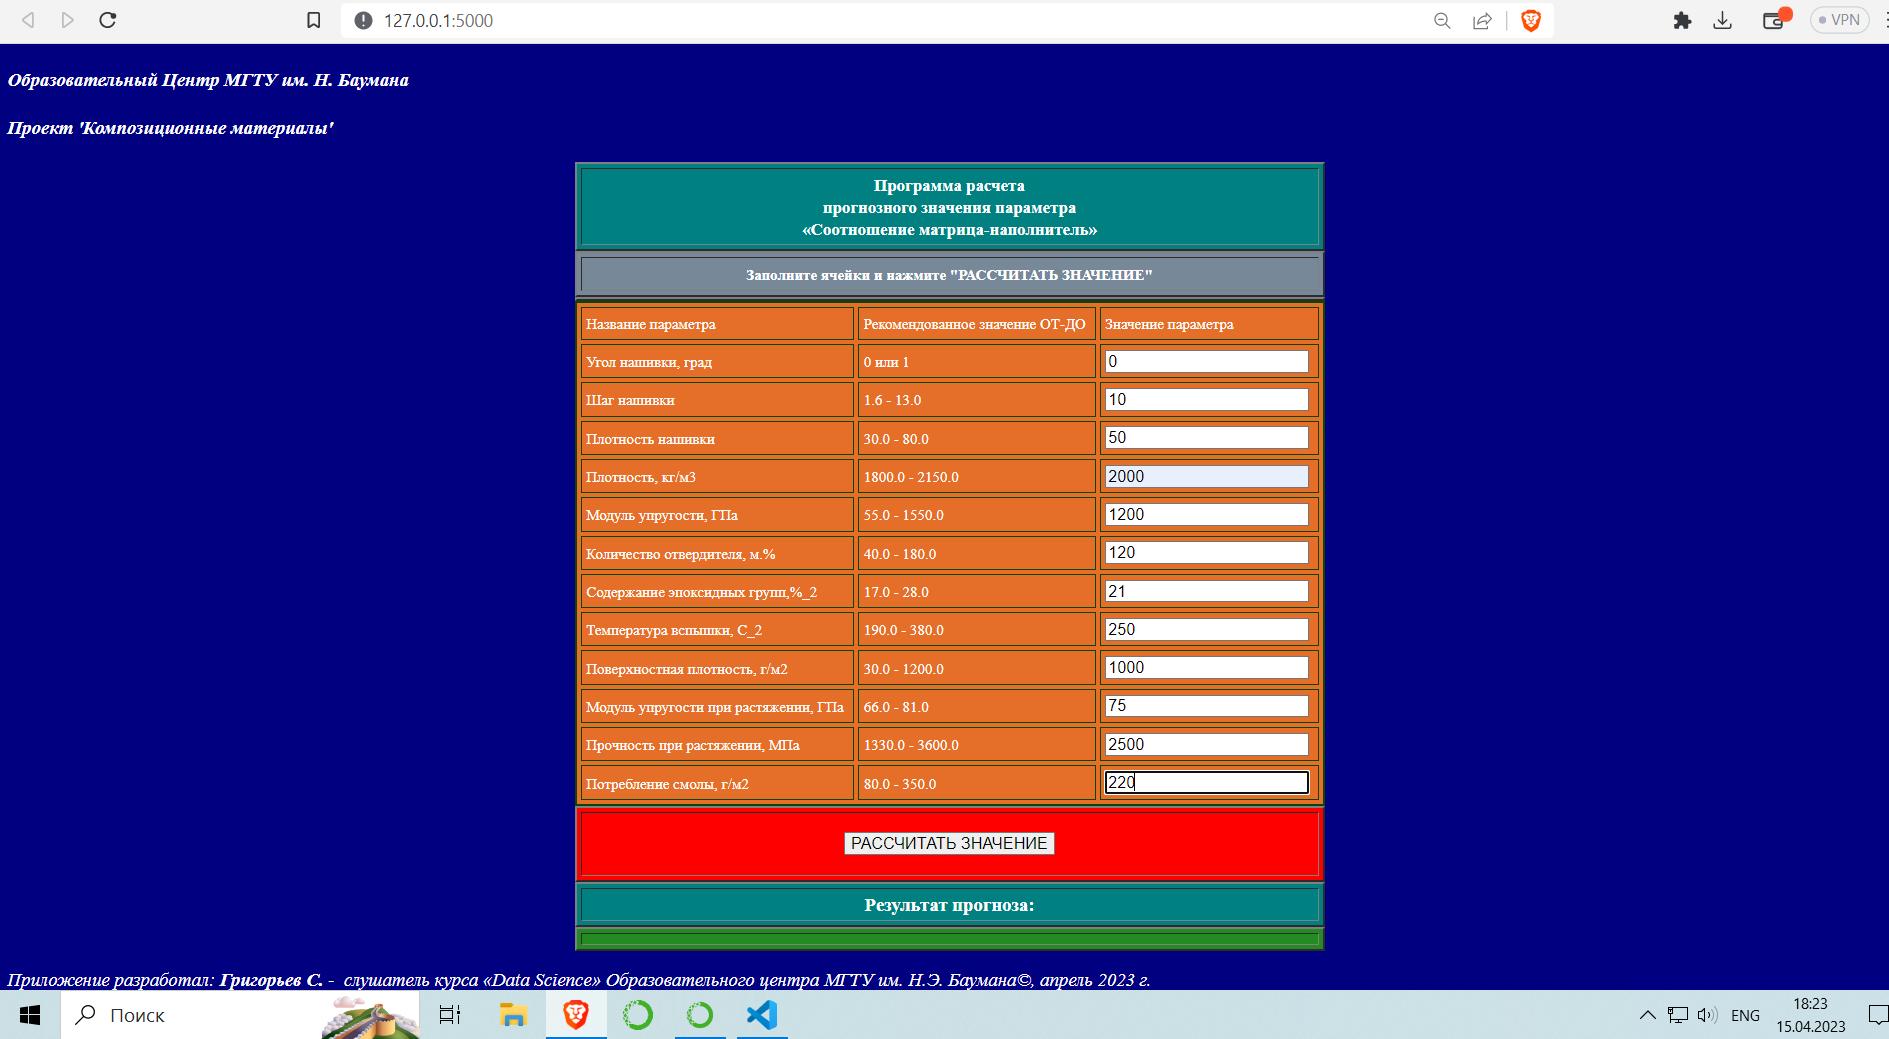 127.0.0.1:5000
VPN
Образовательный Центр МГТУ им. Н. Баумана
Проект 'Композиционные материалы'
Программа расчета
прогнозного значения параметра
«Соотношение матрица-наполнитель»
Заполните ячейки и нажмите "РАССЧИТАТЬ ЗНАЧЕНИЕ"
Название параметра Рекомендованное значение ОТ-ДО Значение параметра
Угол нашивки, град 0 или 1 0
Шаг нашивки 1.6 - 13.0 10
Плотность нашивки 30.0 - 80.0 50
Плотность, кг/м3 1800.0 - 2150.0 2000
Модуль упругости, ГПа 55.0 - 1550.0 1200
Количество отвердителя, м.% 40.0 - 180.0 120
Содержание эпоксидных групп,%_2 17.0 - 28.0 21
Температура вспышки, С_2 190.0 - 380.0 250
Поверхностная плотность, г/м2 30.0 - 1200.0 1000
Модуль упругости при растяжении, ГПа 66.0 - 81.0 75
Прочность при растяжении, МПа 1330.0 - 3600.0 2500
Потребление смолы, г/м2 80.0 - 350.0 220
РАССЧИТАТЬ ЗНАЧЕНИЕ
Результат прогноза:
Приложение разработал: Григорьев С. - слушатель курса «Data Science» Образовательного центра МГТУ им. Н.Э. Баумана©, апрель 2023 г.
Поиск
ENG
18:23
15.04.2023